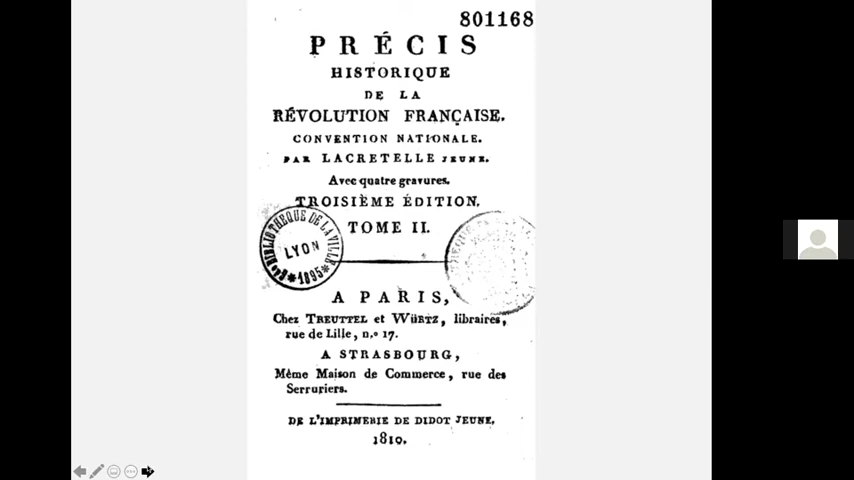 801168
PRÉCIS
HISTORIQUE
DE LA
RÉVOLUTION FRANÇAISE.
CONVENTION NATIONALE.
PAR LACRETELLE JEUNE.
Avec quatre gravures.
TROISIÈME ÉDITION.
TOME II.
BIBLIOTHEQUE DE LA VILLE
LYON
*1895*
A PARIS,
Chez TREUTTEL et WÜRTZ, libraires,
rue de Lille, n.º 17.
A STRASBOURG,
Même Maison de Commerce, rue des
Serruriers.
DE L'IMPRIMERIE DE DIDOT JEUNE.
1810.